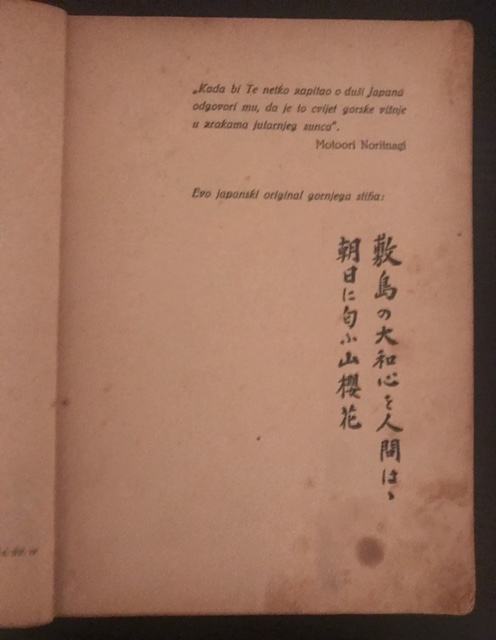 „Kada bi Te netko zapitao o duši Japana
odgovori mu, da je to cvijet gorske višnje
u zrakama jutarnjeg sunca".
Motoori Noriinagi
Evo japanski original gornjega stiha:
敷島の大和心を人問はゞ
朝日に匂ふ山櫻花